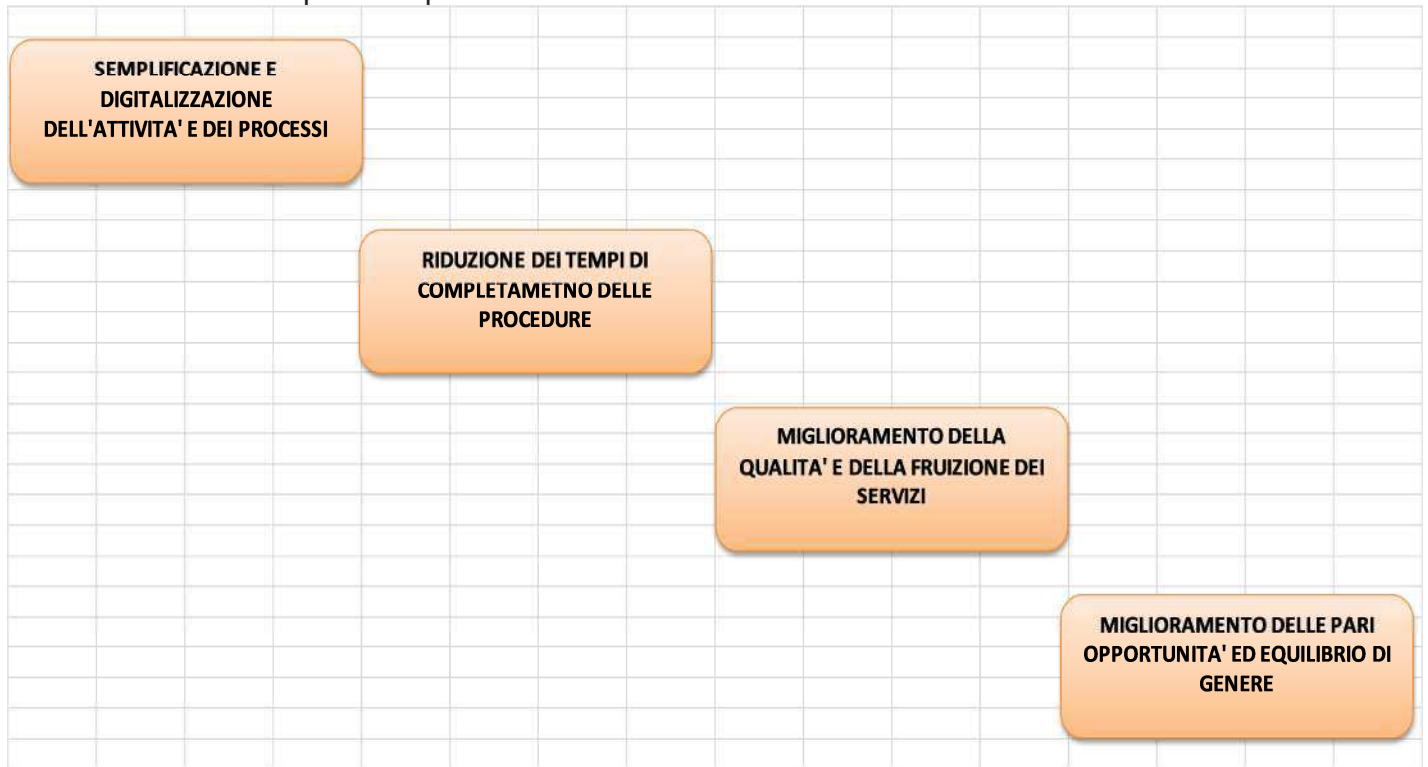 SEMPLIFICAZIONE E
DIGITALIZZAZIONE
DELL'ATTIVITA' E DEI PROCESSI
RIDUZIONE DEI TEMPI DI
COMPLETAMETNO DELLE
PROCEDURE
MIGLIORAMENTO DELLA
QUALITA' E DELLA FRUIZIONE DEI
SERVIZI
MIGLIORAMENTO DELLE PARI
OPPORTUNITA' ED EQUILIBRIO DI
GENERE